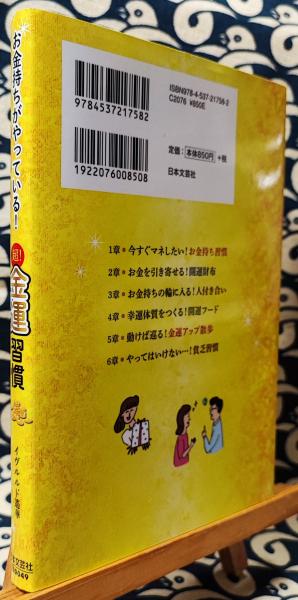 お金持ちがやっている！
超！
金運
習慣
イヴルルド遙華
文芸社
9784537217582
1922076008508
ISBN978-4-537-21758-2
C2076 ¥850E
定価：本体850円 +税
日本文芸社
1章●今すぐマネしたい！お金持ち習慣
2章●お金を引き寄せる！開運財布
3章●お金持ちの輪に入る！人付き合い
4章●幸運体質をつくる！開運フード
5章●動けば巡る！金運アップ散歩
6章●やってはいけない…！貧乏習慣